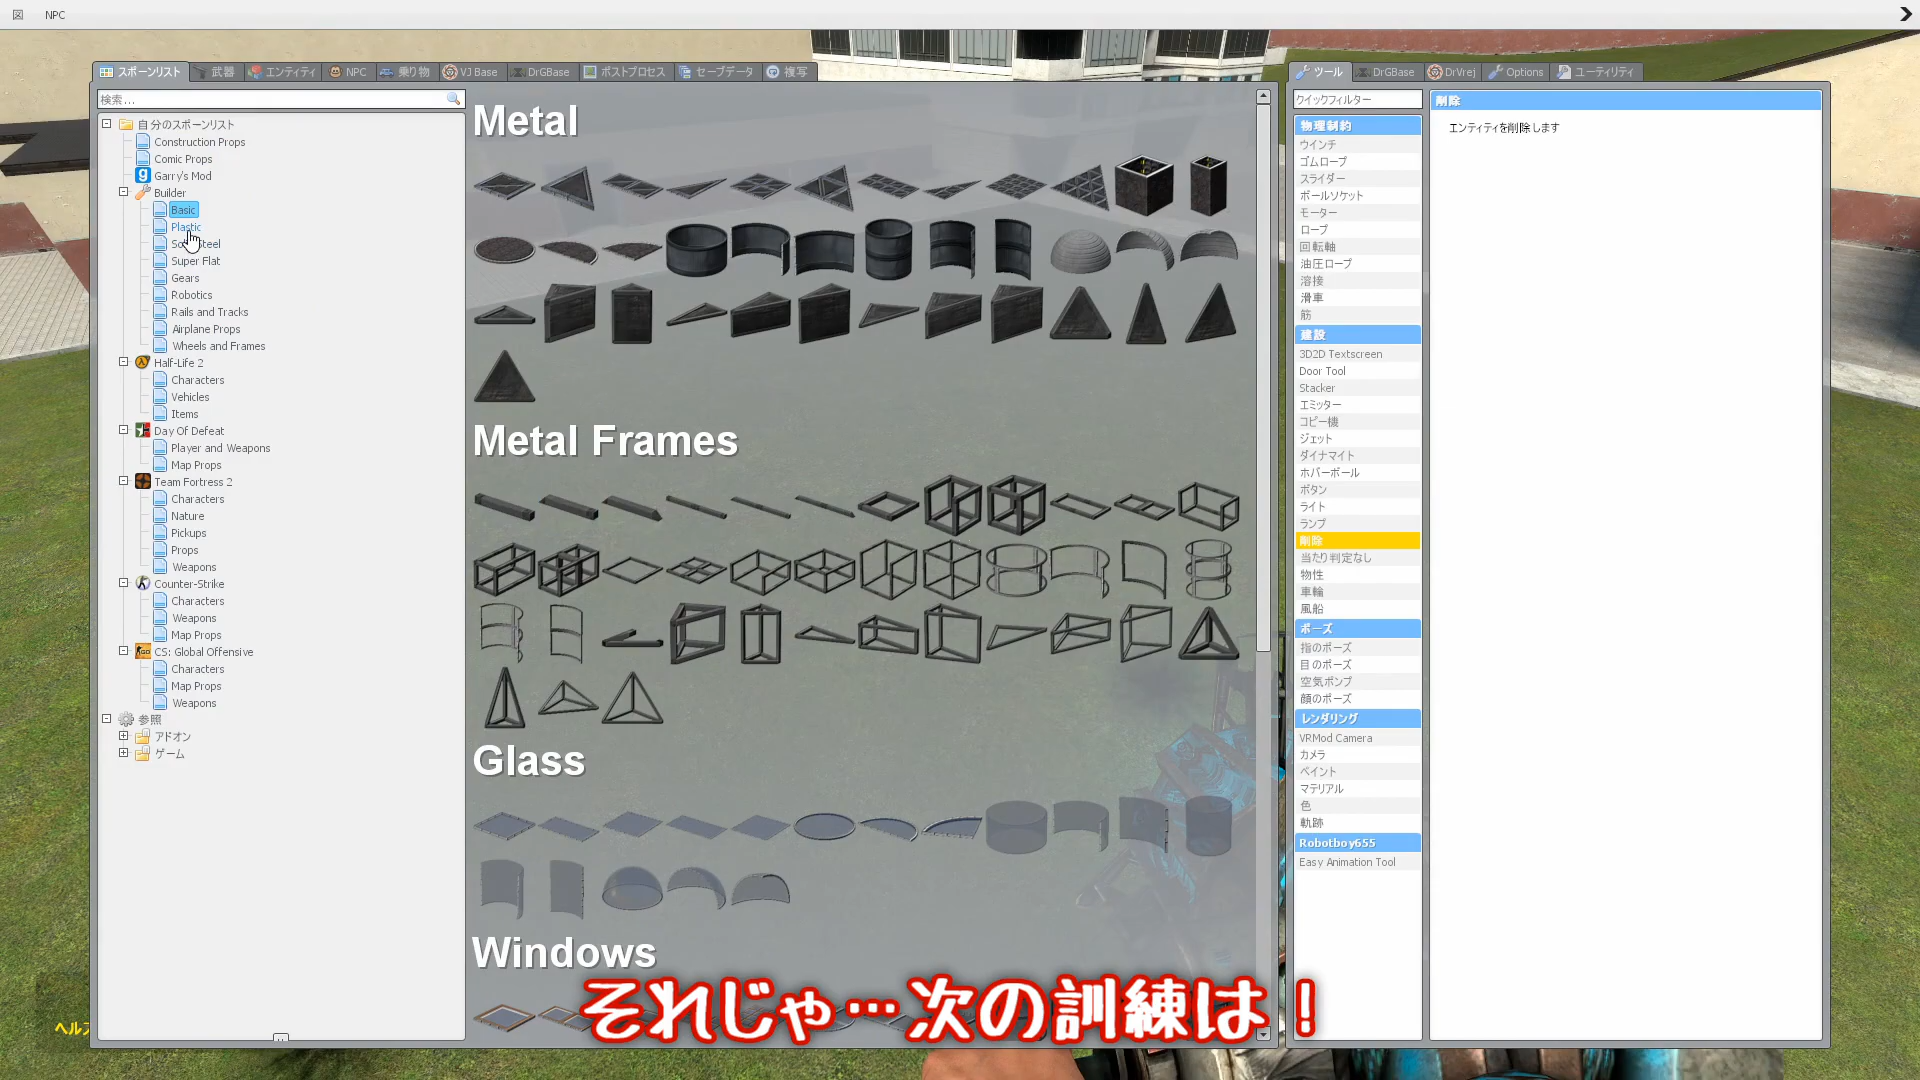 図 NPC
スポーンリスト 武器 エンティティ NPC 乗り物 VJ Base DrGBase ポストプロセス セーブデータ 複写
検索...
自分のスポーンリスト
Construction Props
Comic Props
Garry's Mod
Builder
Basic
Plastic
Super Flat
Gears
Robotics
Rails and Tracks
Airplane Props
Wheels and Frames
Half-Life 2
Characters
Vehicles
Items
Day Of Defeat
Player and Weapons
Map Props
Team Fortress 2
Characters
Nature
Pickups
Props
Weapons
Counter-Strike
Characters
Weapons
Map Props
CS: Global Offensive
Characters
Map Props
Weapons
参照
アドオン
ゲーム
Metal
Metal Frames
Glass
Windows
ツール DrGBase DrVrej Options ユーティリティ
クイックフィルター
物理制約
ウインチ
ゴムロープ
スライダー
ボールソケット
モーター
ロープ
回転軸
油圧ロープ
溶接
滑車
筋
建設
3D2D Textscreen
Door Tool
Stacker
エミッター
コピー機
ジェット
ダイナマイト
ホバーボール
ボタン
ライト
ランプ
削除
当たり判定なし
物性
車輪
風船
ポーズ
指のポーズ
目のポーズ
空気ポンプ
顔のポーズ
レンダリング
VRMod Camera
カメラ
ペイント
マテリアル
色
軌跡
Robotboy655
Easy Animation Tool
削除
エンティティを削除します
ヘル
それじゃ…次の訓練は！